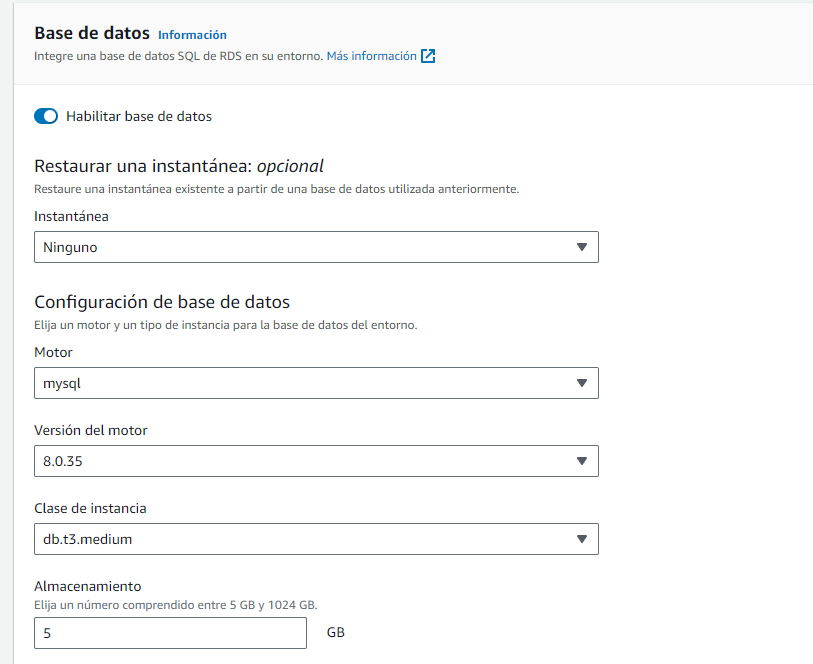 Base de datos Información
Integre una base de datos SQL de RDS en su entorno. Más información
Habilitar base de datos
Restaurar una instantánea: opcional
Restaure una instantánea existente a partir de una base de datos utilizada anteriormente.
Instantánea
Ninguno
Configuración de base de datos
Elija un motor y un tipo de instancia para la base de datos del entorno.
Motor
mysql
Versión del motor
8.0.35
Clase de instancia
db.t3.medium
Almacenamiento
Elija un número comprendido entre 5 GB y 1024 GB.
5 GB